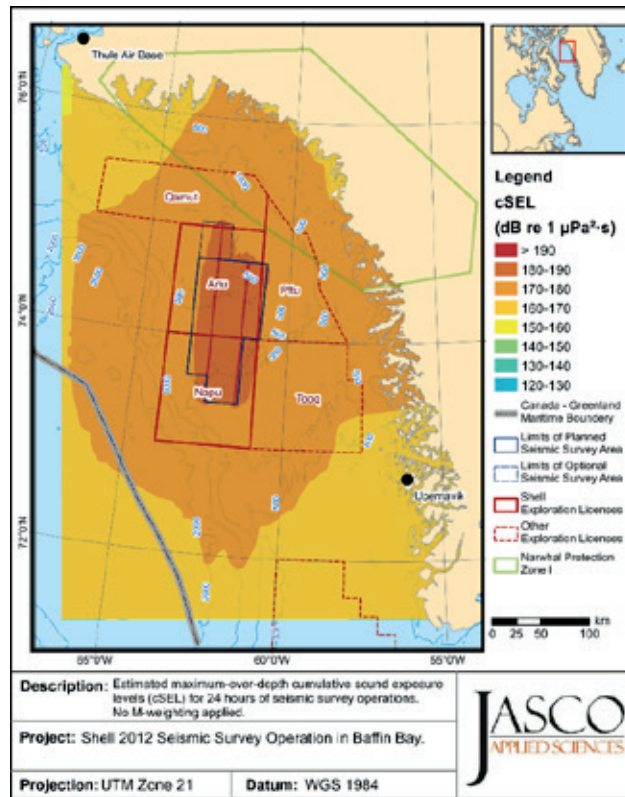 Thule Air Base
76°0'N
74°0'N
72°0'N
Qamut
Anu
Pitu
Napu
Tooq
Upernavik
55°0'W
60°0'W
55°0'W
Legend
cSEL
(dB re 1 µPa²·s)
> 190
180-190
170-180
160-170
150-160
140-150
130-140
120-130
Canada - Greenland
Maritime Boundary
Limits of Planned
Seismic Survey Area
Limits of Optional
Seismic Survey Area
Shell
Exploration Licenses
Other
Exploration Licenses
Narwhal Protection
Zone I
km
0 25 50 100
Description: Estimated maximum-over-depth cumulative sound exposure
levels (cSEL) for 24 hours of seismic survey operations.
No M-weighting applied.
Project: Shell 2012 Seismic Survey Operation in Baffin Bay.
Projection: UTM Zone 21
Datum: WGS 1984
JASCO
APPLIED SCIENCES